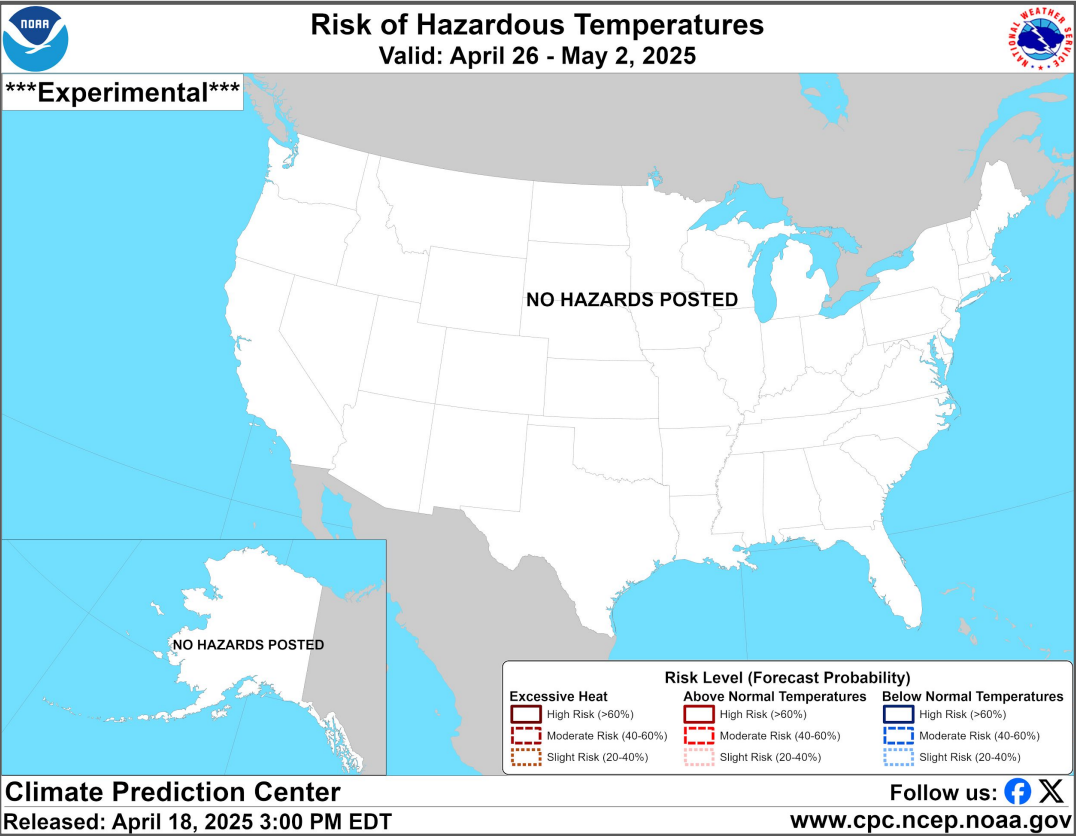 NOAA
Risk of Hazardous Temperatures
Valid: April 26 - May 2, 2025
NATIONAL WEATHER SERVICE
***Experimental***
NO HAZARDS POSTED
NO HAZARDS POSTED
Risk Level (Forecast Probability)
Excessive Heat
High Risk (>60%)
Moderate Risk (40-60%)
Slight Risk (20-40%)
Above Normal Temperatures
High Risk (>60%)
Moderate Risk (40-60%)
Slight Risk (20-40%)
Below Normal Temperatures
High Risk (>60%)
Moderate Risk (40-60%)
Slight Risk (20-40%)
Climate Prediction Center
Follow us:
Released: April 18, 2025 3:00 PM EDT
www.cpc.ncep.noaa.gov